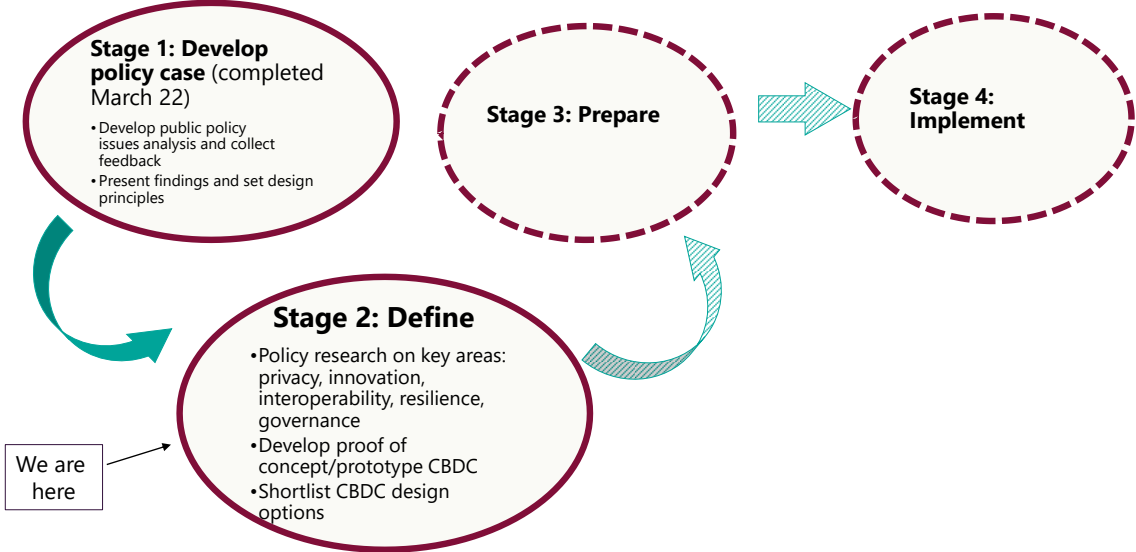 Stage 1: Develop
policy case (completed
March 22)
•Develop public policy
issues analysis and collect
feedback
•Present findings and set design
principles
Stage 2: Define
•Policy research on key areas:
privacy, innovation,
interoperability, resilience,
governance
•Develop proof of
concept/prototype CBDC
•Shortlist CBDC design
options
We are
here
Stage 3: Prepare
Stage 4:
Implement